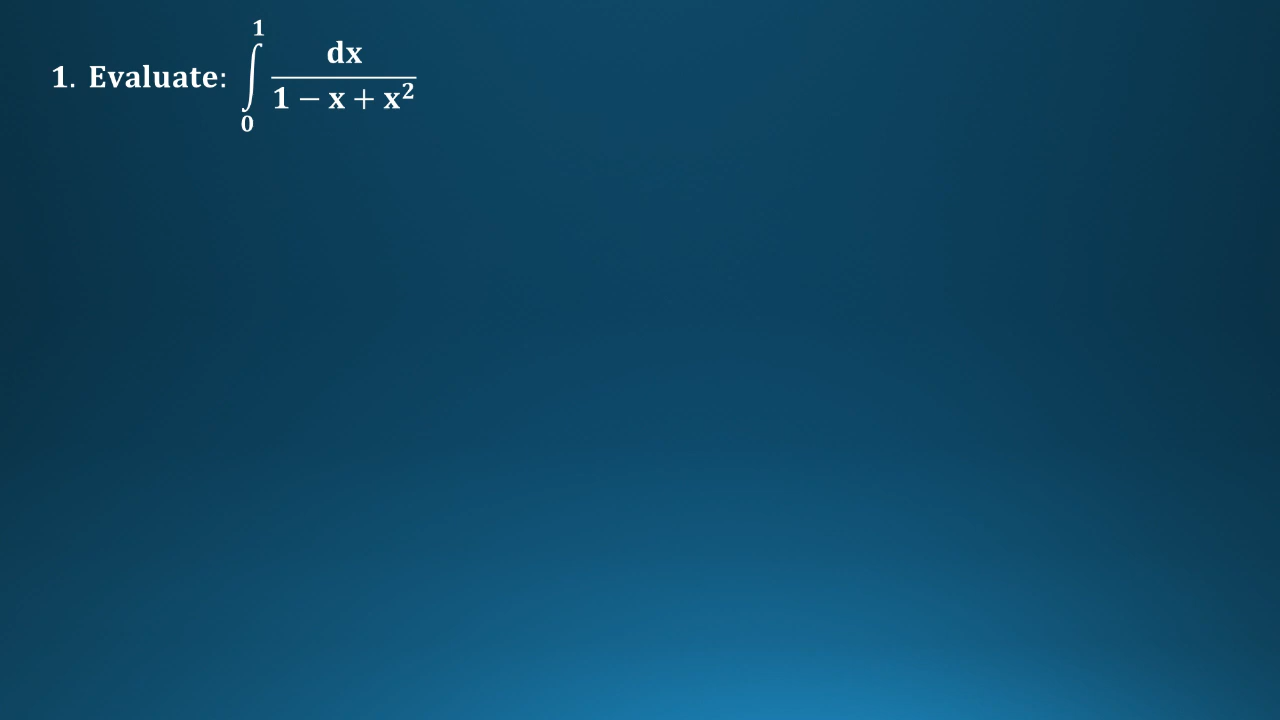 1. Evaluate: ∫₀¹ dx / (1 − x + x²)